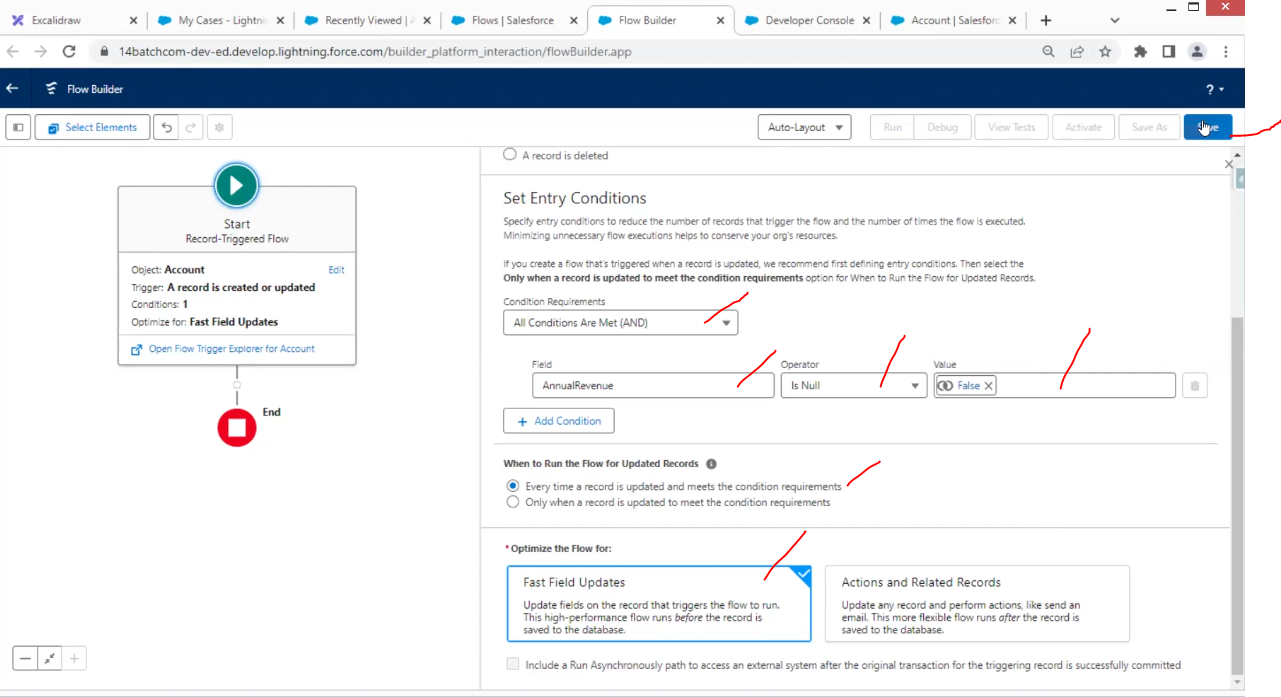 Excalidraw
My Cases - Lightni
Recently Viewed | A
Flows | Salesforce
Flow Builder
Developer Console
Account | Salesforc
14batchcom-dev-ed.develop.lightning.force.com/builder_platform_interaction/flowBuilder.app
Flow Builder
?
Select Elements
Auto-Layout
Run
Debug
View Tests
Activate
Save As
Start
Record-Triggered Flow
Object: Account
Edit
Trigger: A record is created or updated
Conditions: 1
Optimize for: Fast Field Updates
Open Flow Trigger Explorer for Account
End
A record is deleted
Set Entry Conditions
Specify entry conditions to reduce the number of records that trigger the flow and the number of times the flow is executed.
Minimizing unnecessary flow executions helps to conserve your org's resources.
If you create a flow that's triggered when a record is updated, we recommend first defining entry conditions. Then select the
Only when a record is updated to meet the condition requirements option for When to Run the Flow for Updated Records.
Condition Requirements
All Conditions Are Met (AND)
Field
Operator
Value
AnnualRevenue
Is Null
False
+ Add Condition
When to Run the Flow for Updated Records
Every time a record is updated and meets the condition requirements
Only when a record is updated to meet the condition requirements
*Optimize the Flow for:
Fast Field Updates
Update fields on the record that triggers the flow to run.
This high-performance flow runs before the record is
saved to the database.
Actions and Related Records
Update any record and perform actions, like send an
email. This more flexible flow runs after the record is
saved to the database.
Include a Run Asynchronously path to access an external system after the original transaction for the triggering record is successfully committed